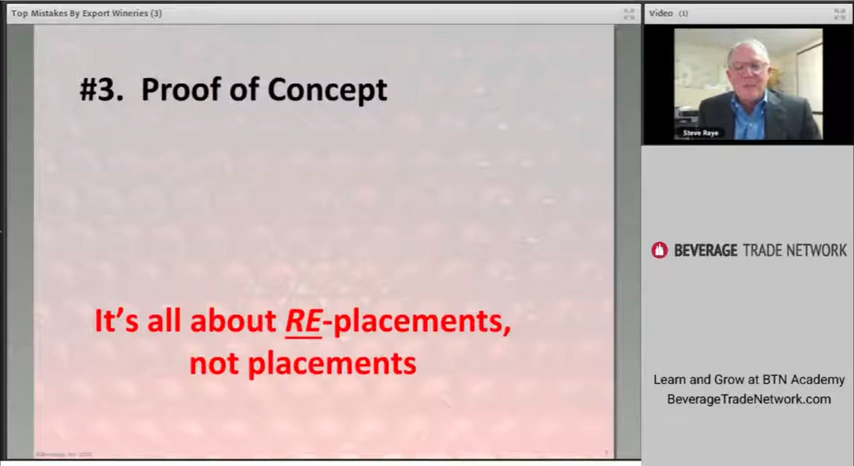 Top Mistakes By Export Wineries (3)
Video (1)
#3. Proof of Concept
Steve Raye
BEVERAGE TRADE NETWORK
It's all about RE-placements,
not placements
Learn and Grow at BTN Academy
BeverageTradeNetwork.com